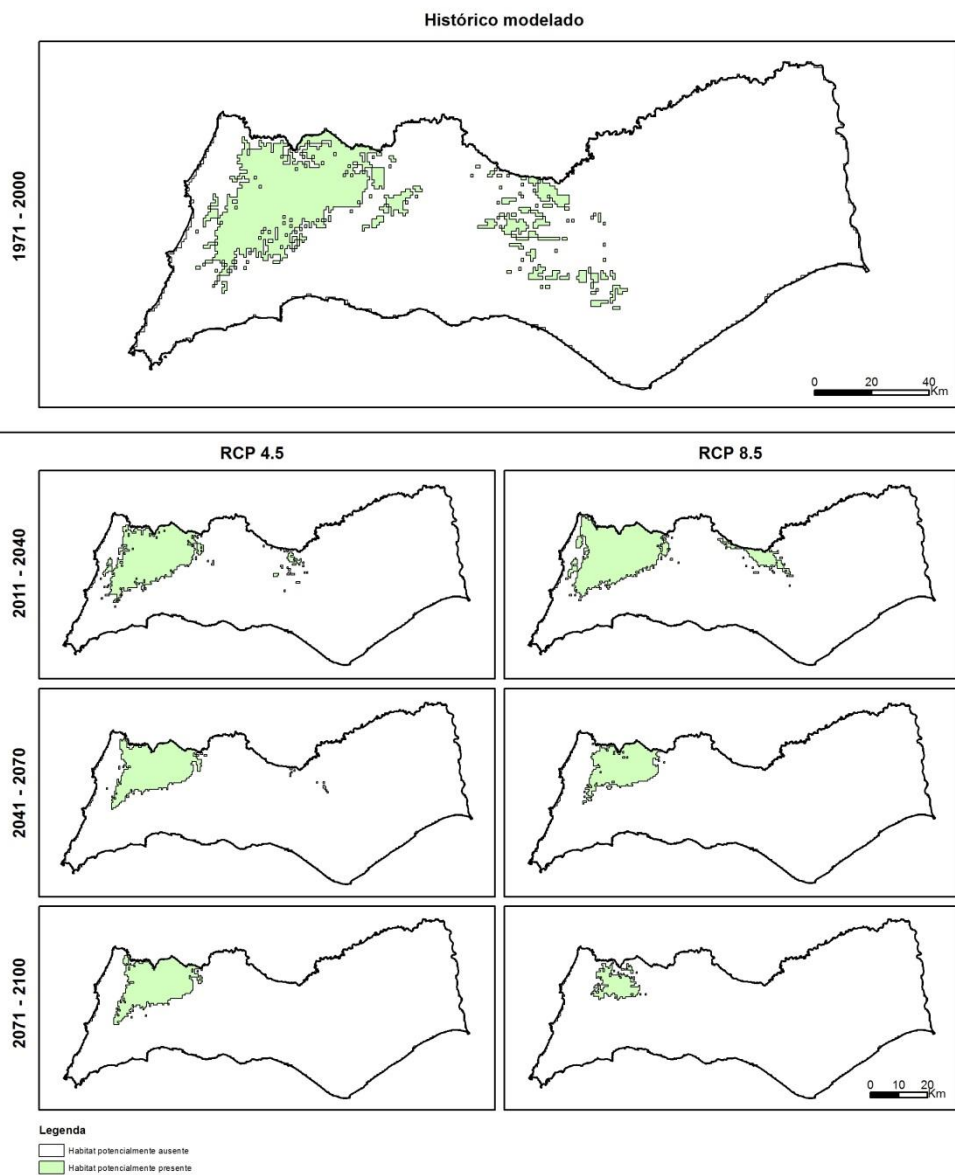 Histórico modelado
1971 - 2000
0 20 40
Km
RCP 4.5 RCP 8.5
2011 - 2040
2041 - 2070
2071 - 2100
0 10 20
Km
Legenda
Habitat potencialmente ausente
Habitat potencialmente presente